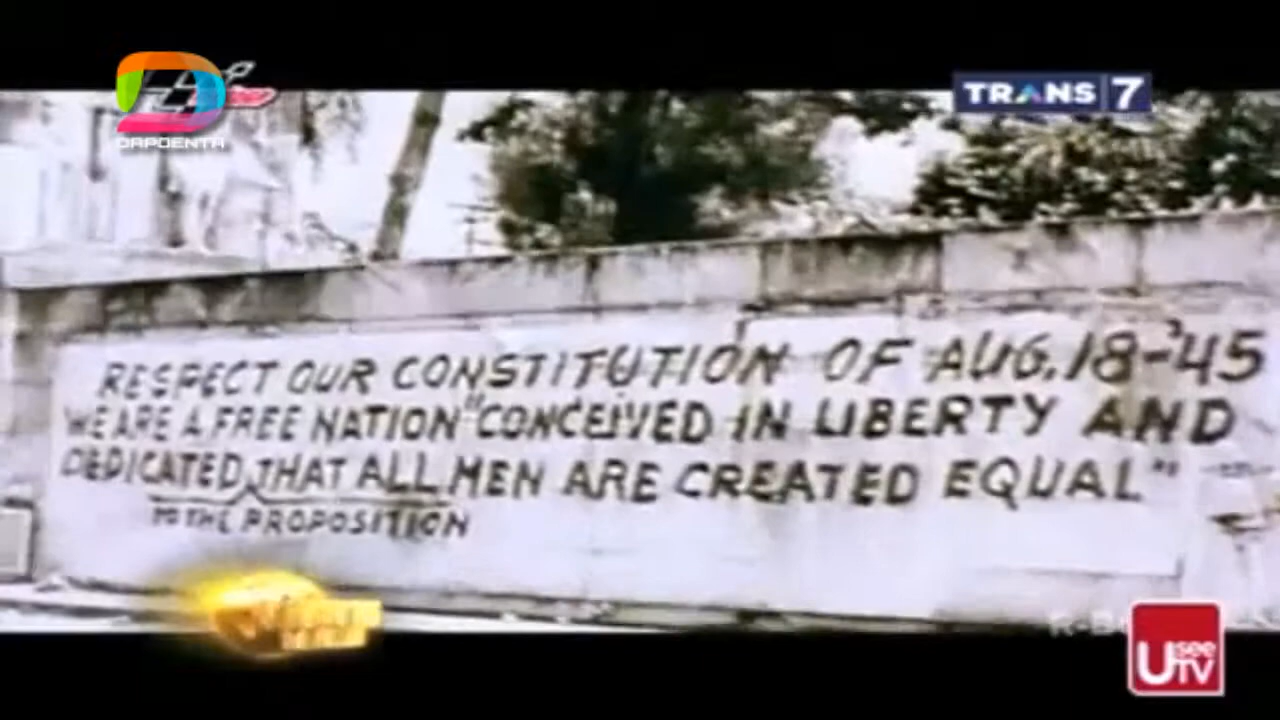 DAPOENTA
TRANS 7
RESPECT OUR CONSTITUTION OF AUG. 18-'45
WE ARE A FREE NATION "CONCEIVED IN LIBERTY AND
DEDICATED THAT ALL MEN ARE CREATED EQUAL"
TO THE PROPOSITION
UseeTV